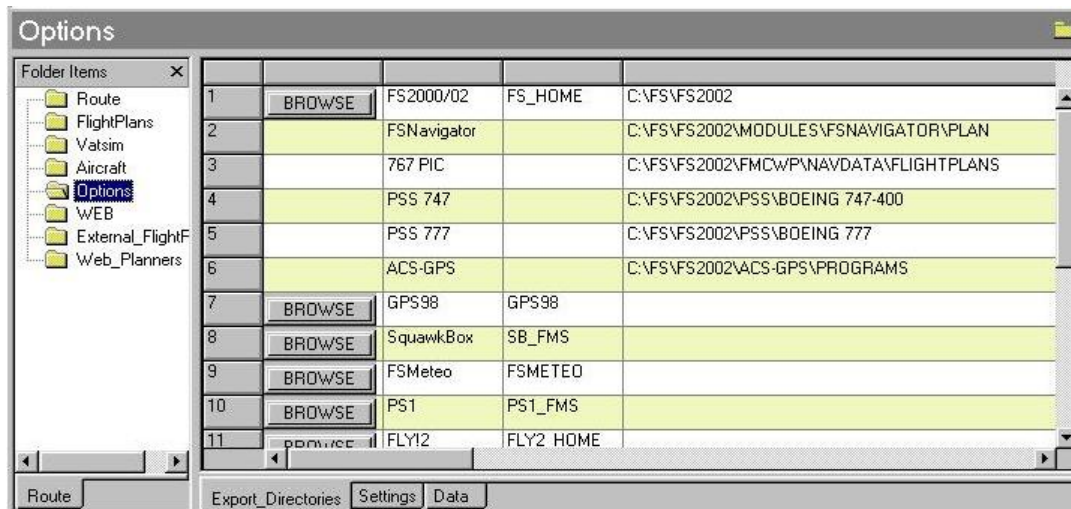 Options
Folder Items
Route
FlightPlans
Vatsim
Aircraft
Options
WEB
External_FlightF
Web_Planners
Route
1 BROWSE FS2000/02 FS_HOME C:\FS\FS2002
2 FSNavigator C:\FS\FS2002\MODULES\FSNAVIGATOR\PLAN
3 767 PIC C:\FS\FS2002\FMCWP\NAVDATA\FLIGHTPLANS
4 PSS 747 C:\FS\FS2002\PSS\BOEING 747-400
5 PSS 777 C:\FS\FS2002\PSS\BOEING 777
6 ACS-GPS C:\FS\FS2002\ACS-GPS\PROGRAMS
7 BROWSE GPS98 GPS98
8 BROWSE SquawkBox SB_FMS
9 BROWSE FSMeteo FSMETEO
10 BROWSE PS1 PS1_FMS
11 BROWSE FLY!2 FLY2_HOME
Export_Directories Settings Data